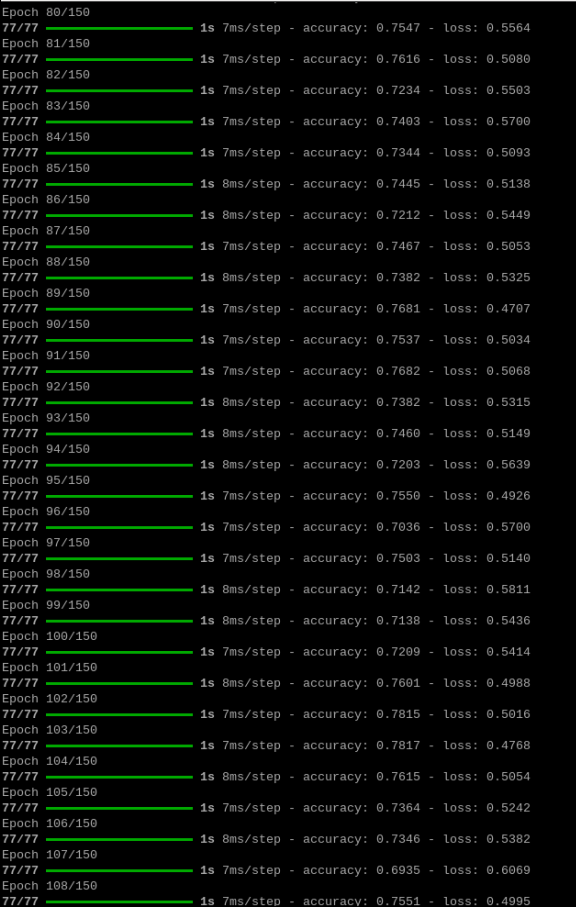 Epoch 80/150
77/77 1s 7ms/step - accuracy: 0.7547 - loss: 0.5564
Epoch 81/150
77/77 1s 7ms/step - accuracy: 0.7616 - loss: 0.5080
Epoch 82/150
77/77 1s 7ms/step - accuracy: 0.7234 - loss: 0.5503
Epoch 83/150
77/77 1s 7ms/step - accuracy: 0.7403 - loss: 0.5700
Epoch 84/150
77/77 1s 7ms/step - accuracy: 0.7344 - loss: 0.5093
Epoch 85/150
77/77 1s 8ms/step - accuracy: 0.7445 - loss: 0.5138
Epoch 86/150
77/77 1s 8ms/step - accuracy: 0.7212 - loss: 0.5449
Epoch 87/150
77/77 1s 7ms/step - accuracy: 0.7467 - loss: 0.5053
Epoch 88/150
77/77 1s 8ms/step - accuracy: 0.7382 - loss: 0.5325
Epoch 89/150
77/77 1s 7ms/step - accuracy: 0.7681 - loss: 0.4707
Epoch 90/150
77/77 1s 7ms/step - accuracy: 0.7537 - loss: 0.5034
Epoch 91/150
77/77 1s 7ms/step - accuracy: 0.7682 - loss: 0.5068
Epoch 92/150
77/77 1s 8ms/step - accuracy: 0.7382 - loss: 0.5315
Epoch 93/150
77/77 1s 8ms/step - accuracy: 0.7460 - loss: 0.5149
Epoch 94/150
77/77 1s 8ms/step - accuracy: 0.7203 - loss: 0.5639
Epoch 95/150
77/77 1s 7ms/step - accuracy: 0.7550 - loss: 0.4926
Epoch 96/150
77/77 1s 7ms/step - accuracy: 0.7036 - loss: 0.5700
Epoch 97/150
77/77 1s 7ms/step - accuracy: 0.7503 - loss: 0.5140
Epoch 98/150
77/77 1s 8ms/step - accuracy: 0.7142 - loss: 0.5811
Epoch 99/150
77/77 1s 8ms/step - accuracy: 0.7138 - loss: 0.5436
Epoch 100/150
77/77 1s 7ms/step - accuracy: 0.7209 - loss: 0.5414
Epoch 101/150
77/77 1s 8ms/step - accuracy: 0.7601 - loss: 0.4988
Epoch 102/150
77/77 1s 7ms/step - accuracy: 0.7815 - loss: 0.5016
Epoch 103/150
77/77 1s 7ms/step - accuracy: 0.7817 - loss: 0.4768
Epoch 104/150
77/77 1s 8ms/step - accuracy: 0.7615 - loss: 0.5054
Epoch 105/150
77/77 1s 7ms/step - accuracy: 0.7364 - loss: 0.5242
Epoch 106/150
77/77 1s 8ms/step - accuracy: 0.7346 - loss: 0.5382
Epoch 107/150
77/77 1s 7ms/step - accuracy: 0.6935 - loss: 0.6069
Epoch 108/150
77/77 1s 7ms/step - accuracy: 0.7551 - loss: 0.4995